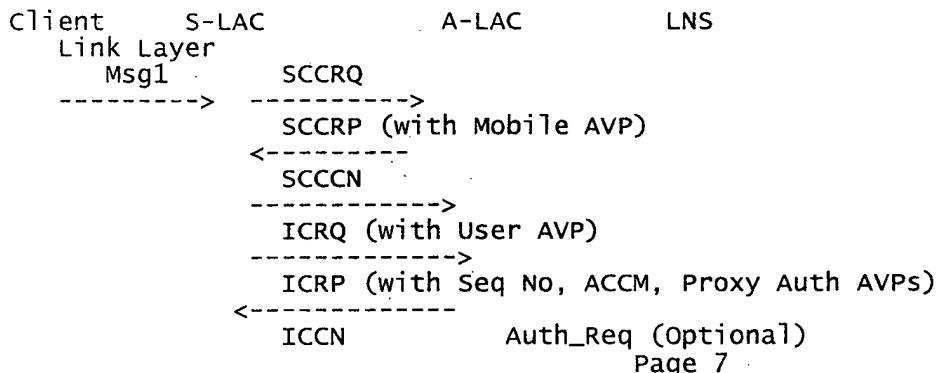 Client S-LAC A-LAC LNS
Link Layer
Msg1 SCCRQ
---------> ---------->
SCCRP (with Mobile AVP)
<---------
SCCCN
------------>
ICRQ (with User AVP)
------------->
ICRP (with Seq No, ACCM, Proxy Auth AVPs)
<--------------
ICCN Auth_Req (Optional)
Page 7